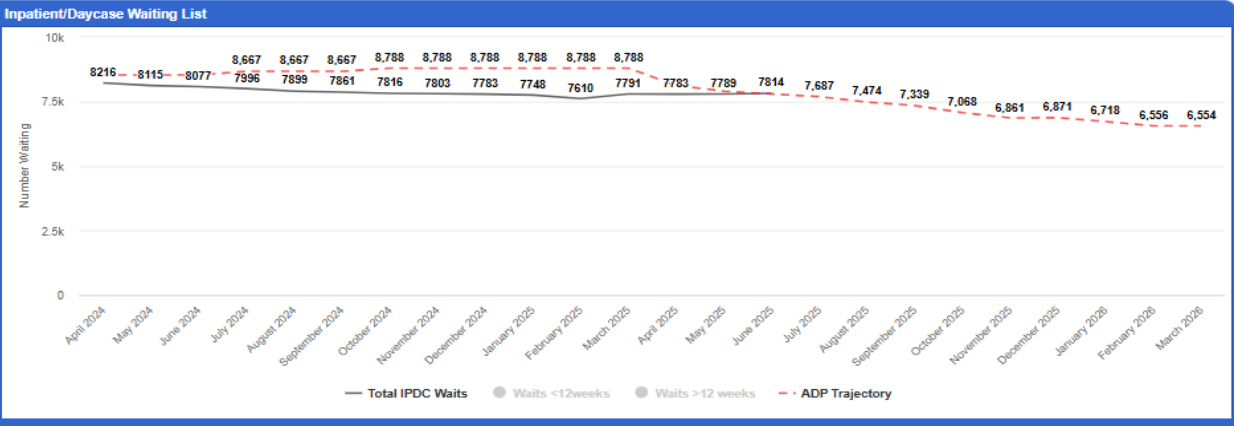 Inpatient/Daycase Waiting List
10k
8,667 8,667 8,667 8,788 8,788 8,788 8,788 8,788 8,788
8216 8115 8077 7996 7899 7861 7816 7803 7783 7748 7610 7791 7783 7789 7814 7,687 7,474 7,339 7,068 6,861 6,871 6,718 6,556 6,554
7.5k
5k
2.5k
0
Number Waiting
April 2024 May 2024 June 2024 July 2024 August 2024 September 2024 October 2024 November 2024 December 2024 January 2025 February 2025 March 2025 April 2025 May 2025 June 2025 July 2025 August 2025 September 2025 October 2025 November 2025 December 2025 January 2026 February 2026 March 2026
Total IPDC Waits Waits <12weeks Waits >12 weeks ADP Trajectory